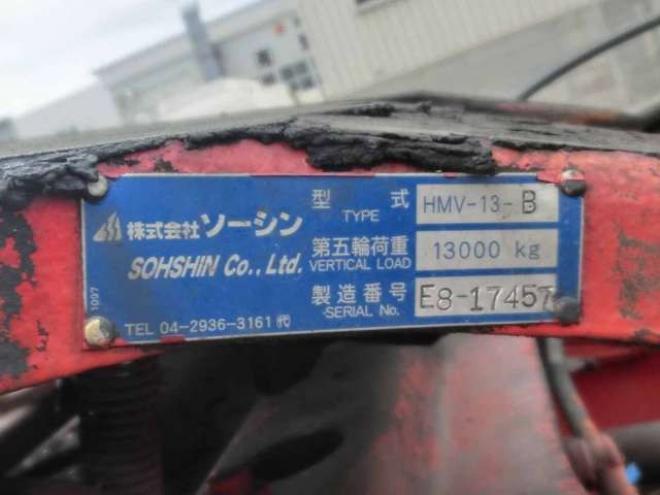 株式会社ソーシン
SOHSHIN Co., Ltd.
TEL 04-2936-3161 代
1097
型 式 HMV-13-B
TYPE
第五輪荷重 13000 kg
VERTICAL LOAD
製造番号 E8-17457
SERIAL No.